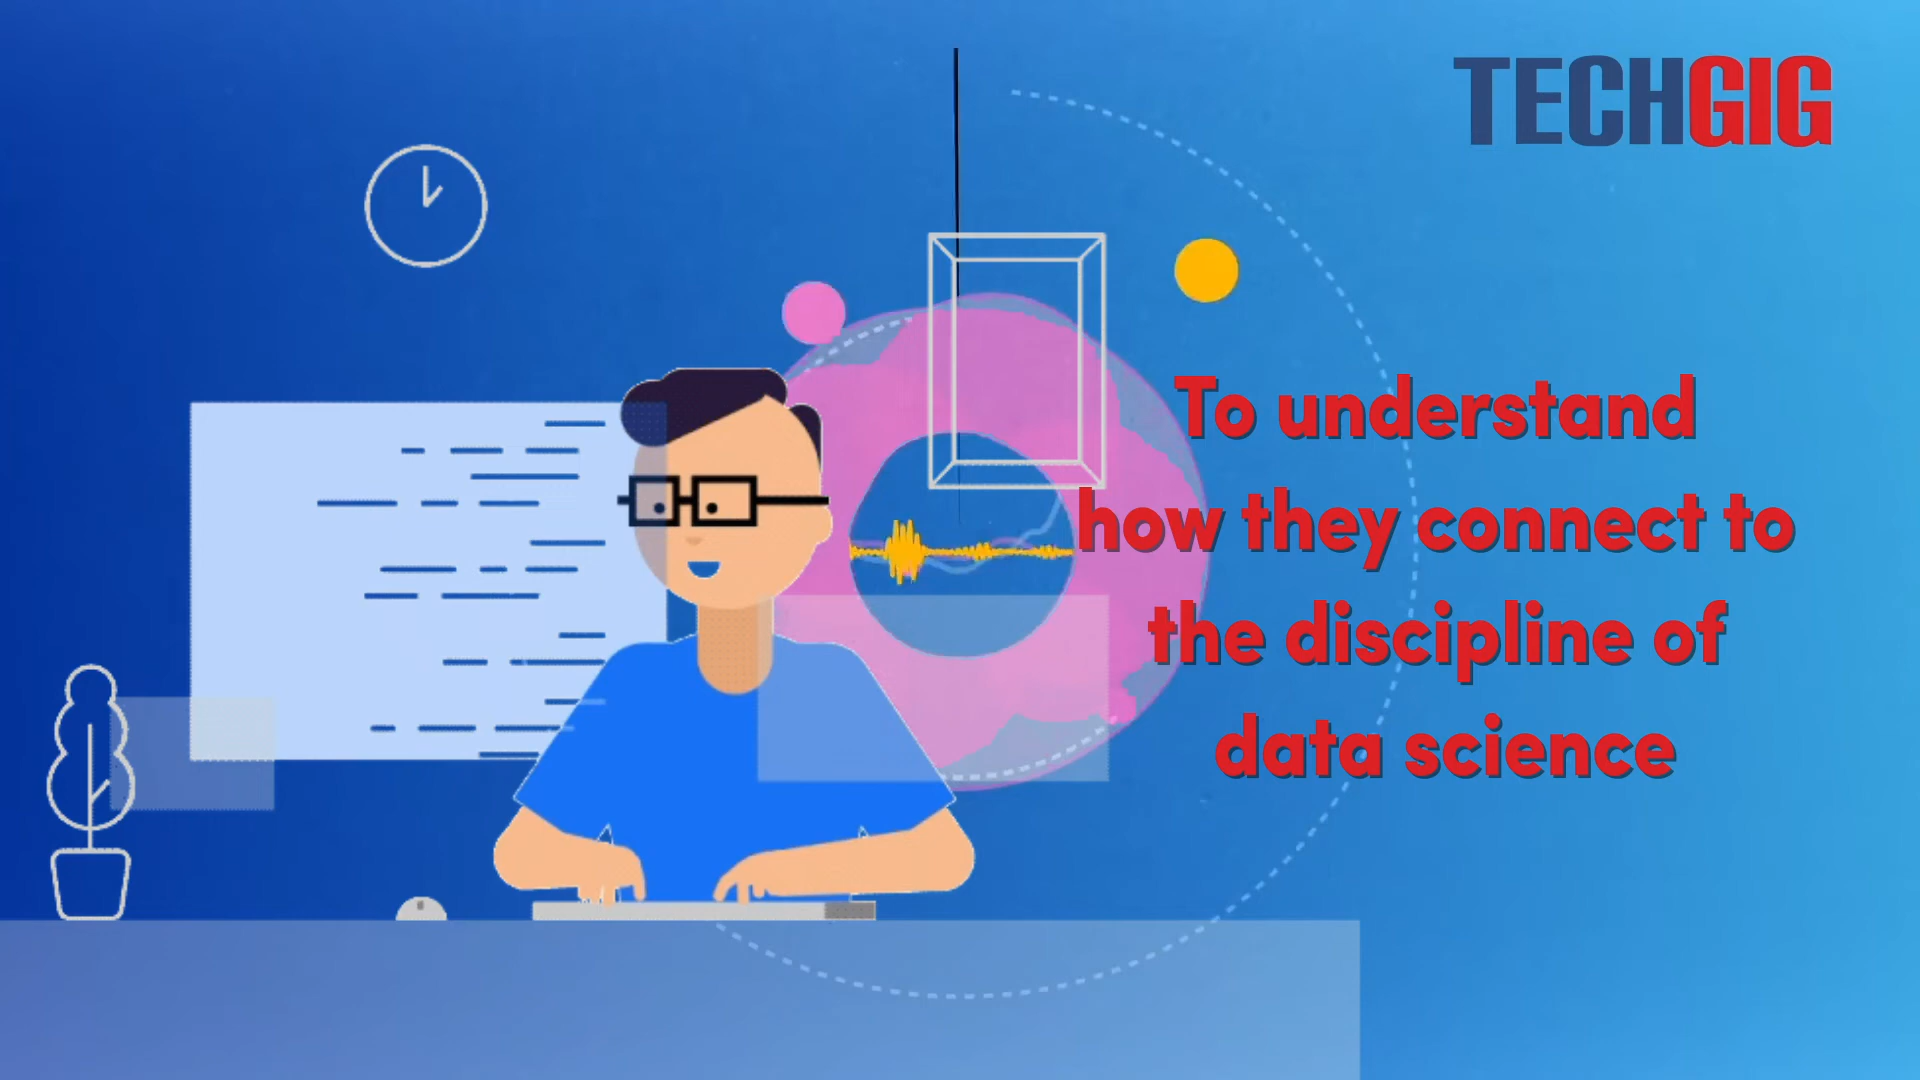 TECHGIG
To understand
how they connect to
the discipline of
data science